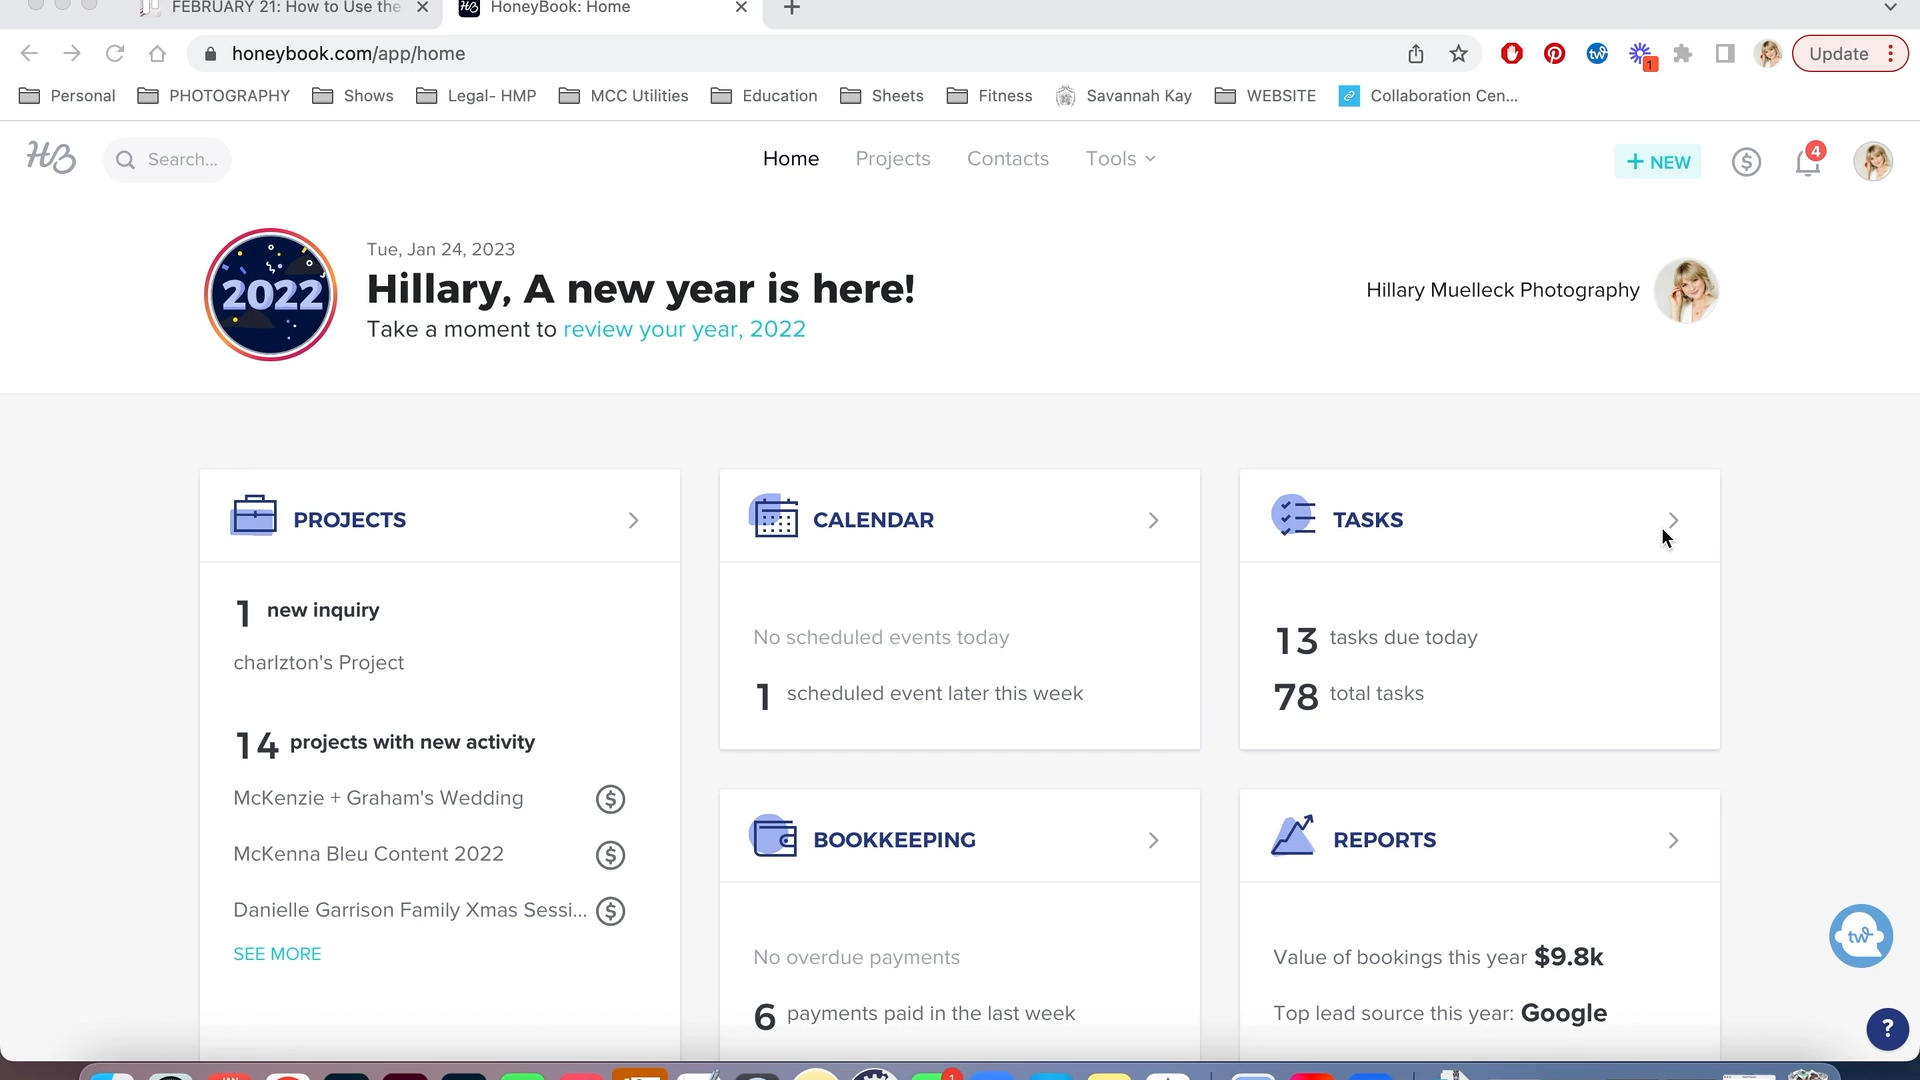 FEBRUARY 21: How to Use the
HoneyBook: Home
honeybook.com/app/home
1
Update
Personal
PHOTOGRAPHY
Shows
Legal- HMP
MCC Utilities
Education
Sheets
Fitness
Savannah Kay
WEBSITE
Collaboration Cen...
HB
Search...
Home
Projects
Contacts
Tools
+ NEW
$
4
2022
Tue, Jan 24, 2023
Hillary, A new year is here!
Take a moment to review your year, 2022
Hillary Muelleck Photography
PROJECTS
1 new inquiry
charlzton's Project
14 projects with new activity
McKenzie + Graham's Wedding $
McKenna Bleu Content 2022 $
Danielle Garrison Family Xmas Sessi... $
SEE MORE
CALENDAR
No scheduled events today
1 scheduled event later this week
TASKS
13 tasks due today
78 total tasks
BOOKKEEPING
No overdue payments
6 payments paid in the last week
REPORTS
Value of bookings this year $9.8k
Top lead source this year: Google
tw
?
1